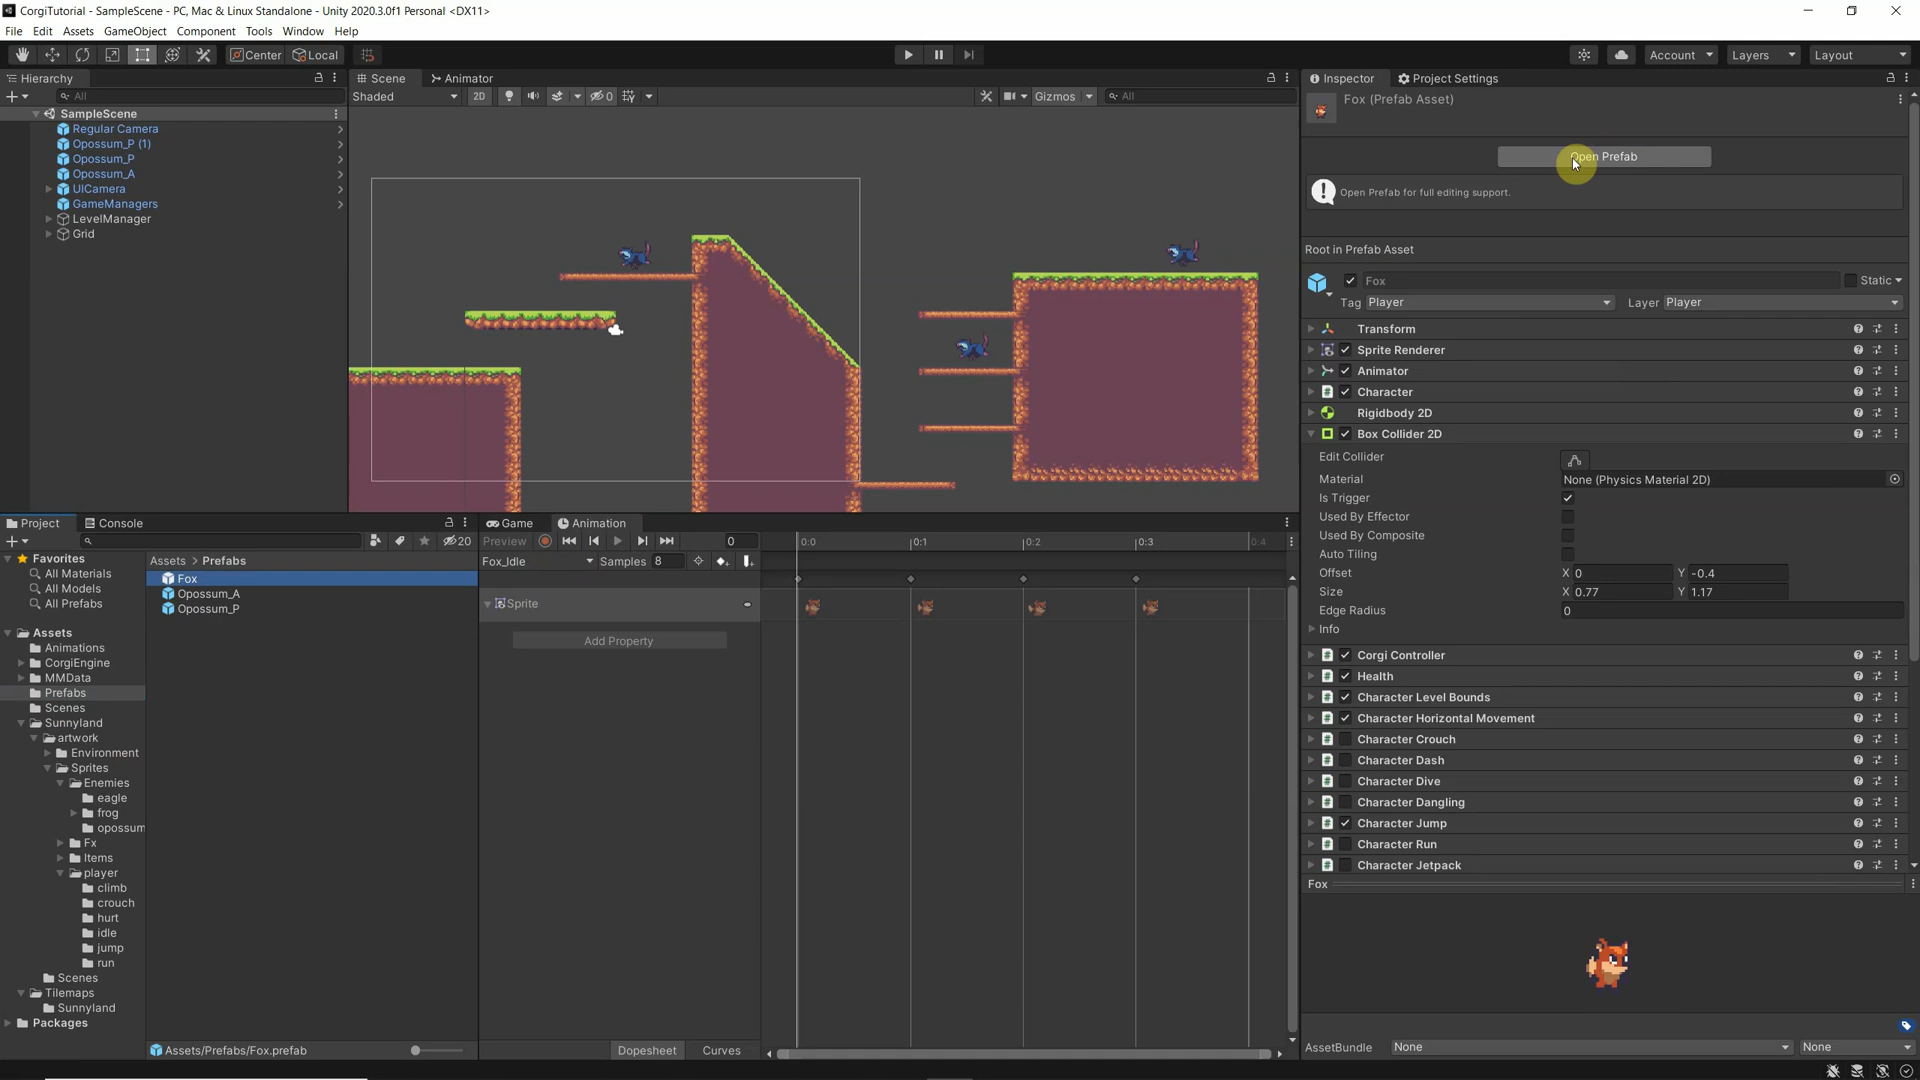 CorgiTutorial - SampleScene - PC, Mac & Linux Standalone - Unity 2020.3.0f1 Personal <DX11>
File Edit Assets GameObject Component Tools Window Help
Center Local Account Layers Layout
Hierarchy
All
SampleScene
Regular Camera
Opossum_P (1)
Opossum_P
Opossum_A
UICamera
GameManagers
LevelManager
Grid
Scene Animator
Shaded 2D 0 Gizmos All
Project Console
20
Favorites
All Materials
All Models
All Prefabs
Assets
Animations
CorgiEngine
MMData
Prefabs
Scenes
Sunnyland
artwork
Environment
Sprites
Enemies
eagle
frog
opossum
Fx
Items
player
climb
crouch
hurt
idle
jump
run
Scenes
Tilemaps
Sunnyland
Packages
Assets > Prefabs
Fox
Opossum_A
Opossum_P
Assets/Prefabs/Fox.prefab
Game Animation
Preview 0 0:0 0:1 0:2 0:3 0:4
Fox_Idle Samples 8
Sprite
Add Property
Dopesheet Curves
Inspector Project Settings
Fox (Prefab Asset)
Open Prefab
Open Prefab for full editing support.
Root in Prefab Asset
Fox Static
Tag Player Layer Player
Transform
Sprite Renderer
Animator
Character
Rigidbody 2D
Box Collider 2D
Edit Collider
Material None (Physics Material 2D)
Is Trigger
Used By Effector
Used By Composite
Auto Tiling
Offset X 0 Y -0.4
Size X 0.77 Y 1.17
Edge Radius 0
Info
Corgi Controller
Health
Character Level Bounds
Character Horizontal Movement
Character Crouch
Character Dash
Character Dive
Character Dangling
Character Jump
Character Run
Character Jetpack
Fox
AssetBundle None None